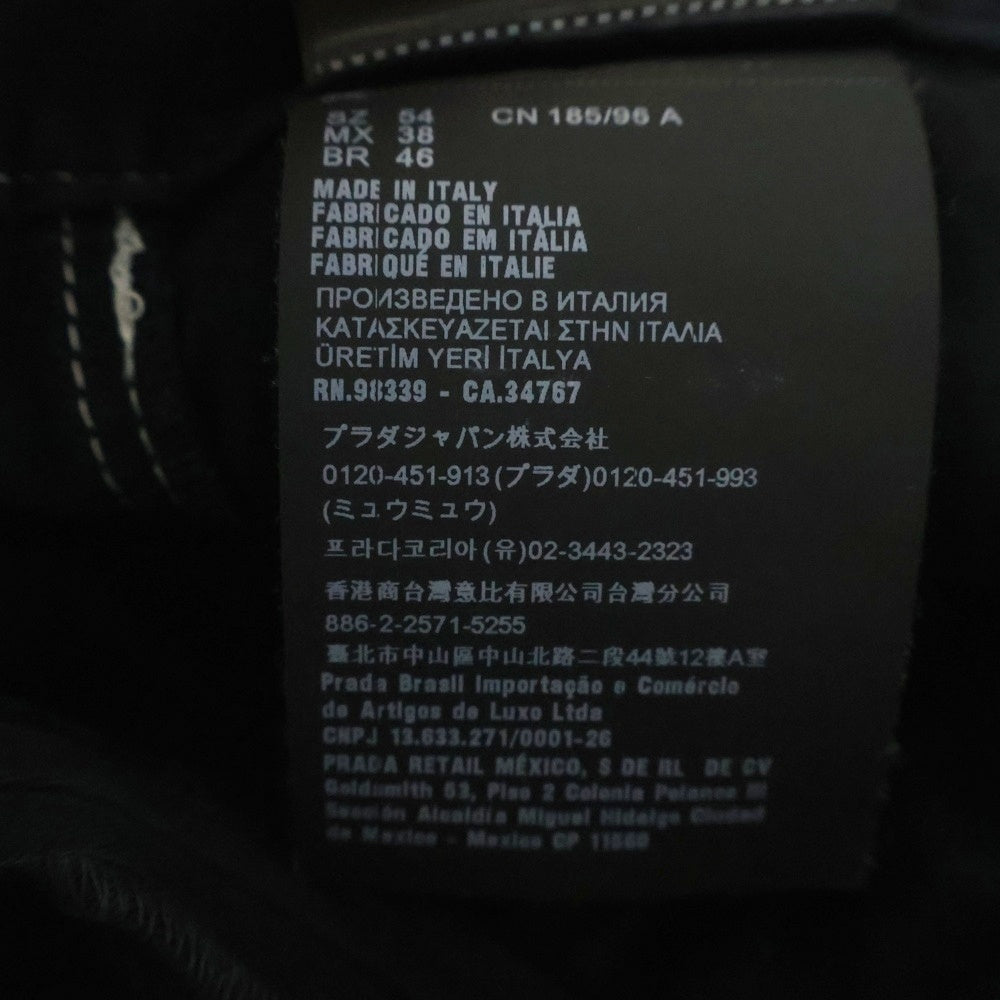 54 CN 185/96 A
MX 38
BR 46
MADE IN ITALY
FABRICADO EN ITALIA
FABRICADO EM ITÁLIA
FABRIQUÉ EN ITALIE
ПРОИЗВЕДЕНО В ИТАЛИЯ
ΚΑΤΑΣΚΕΥΑΖΕΤΑΙ ΣΤΗΝ ΙΤΑΛΙΑ
ÜRETİM YERİ İTALYA
RN.98339 - CA.34767
プラダジャパン株式会社
0120-451-913(プラダ)0120-451-993
(ミュウミュウ)
프라다코리아(유)02-3443-2323
香港商台灣意比有限公司台灣分公司
886-2-2571-5255
臺北市中山區中山北路二段44號12樓A室
Prada Brasil Importação e Comércio
de Artigos de Luxo Ltda
CNPJ 13.633.271/0001-26
PRADA RETAIL MÉXICO, S DE RL DE CV
Goldsmith 53, Piso 2 Colonia Polanco III
Sección Alcaldía Miguel Hidalgo Ciudad
de Mexico - Mexico CP 11560